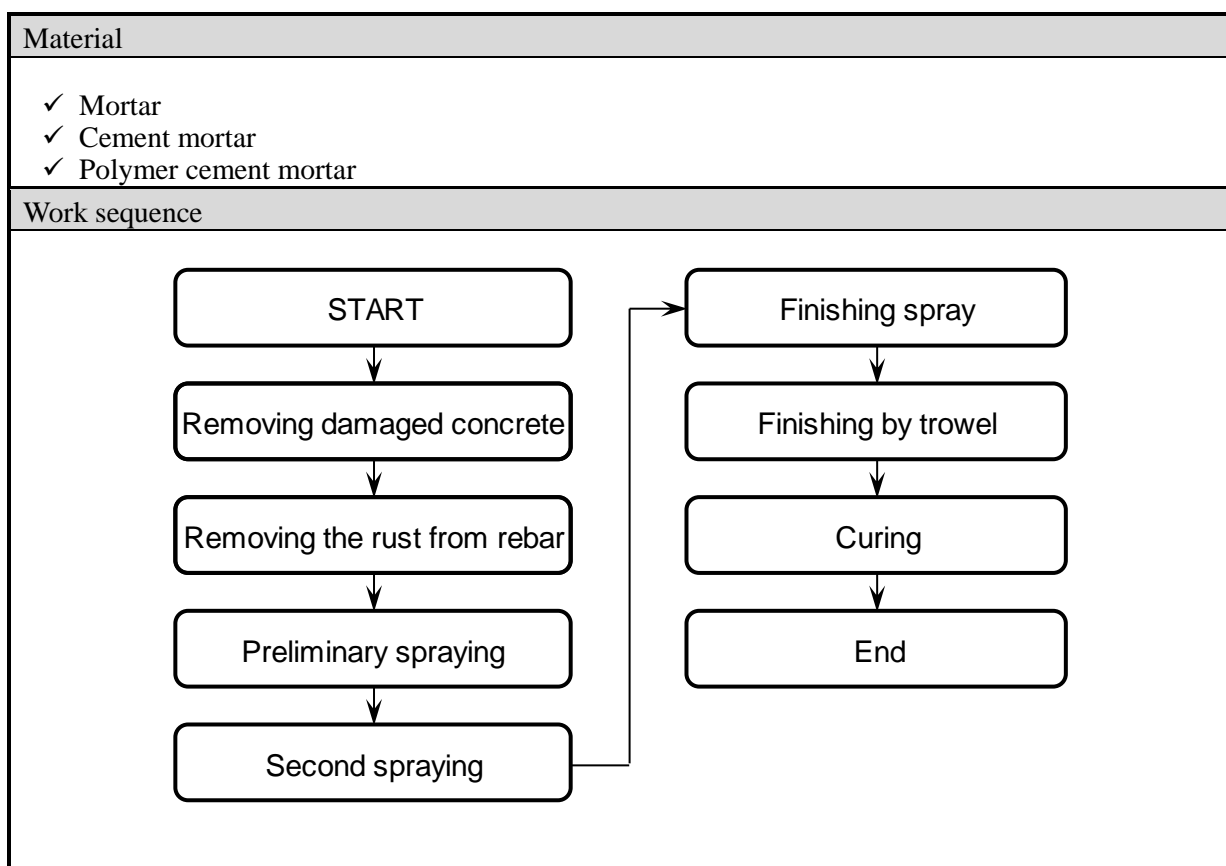 Material
✓ Mortar
✓ Cement mortar
✓ Polymer cement mortar
Work sequence
START
Removing damaged concrete
Removing the rust from rebar
Preliminary spraying
Second spraying
Finishing spray
Finishing by trowel
Curing
End